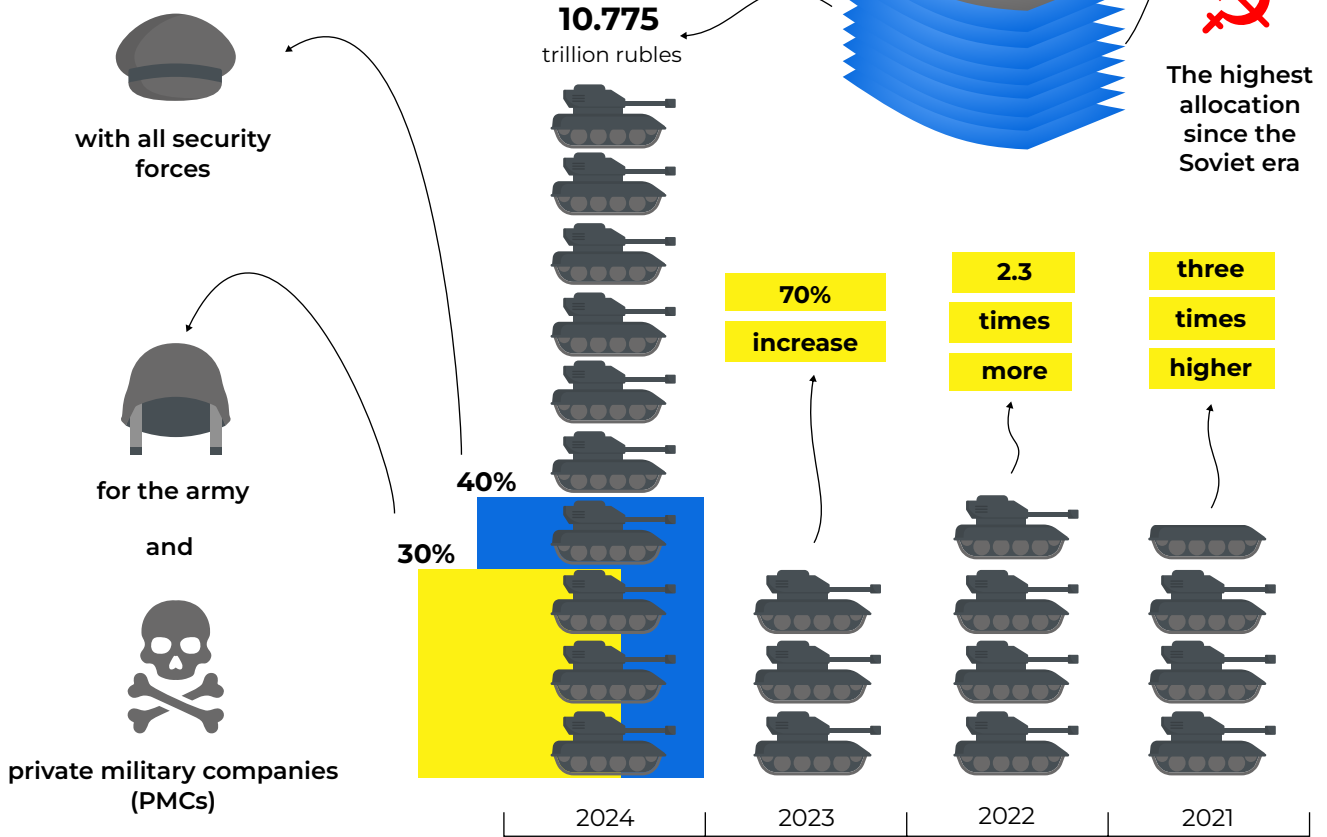 10.775
trillion rubles
The highest
allocation
since the
Soviet era
with all security
forces
70%
increase
2.3
times
more
three
times
higher
40%
for the army
and
30%
private military companies
(PMCs)
2024
2023
2022
2021